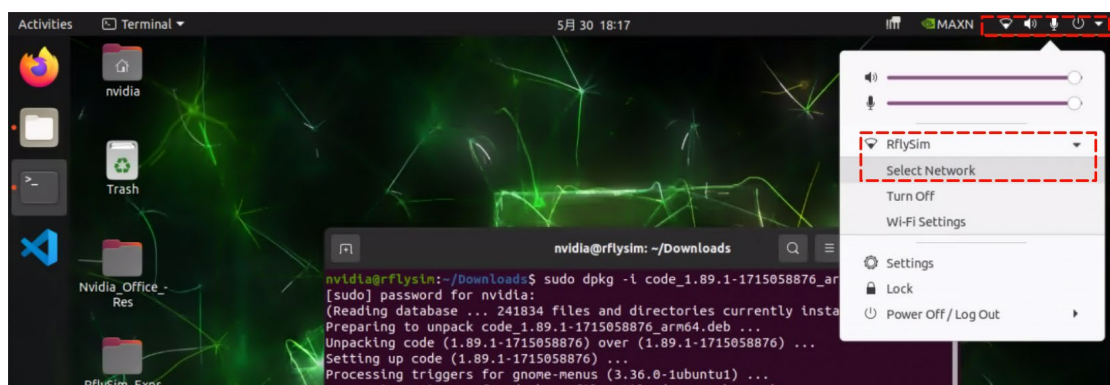 Activities
Terminal
5月 30 18:17
MAXN
nvidia
Trash
Nvidia_Office_-
Res
RflySim
Select Network
Turn Off
Wi-Fi Settings
Settings
Lock
Power Off / Log Out
nvidia@rflysim: ~/Downloads
nvidia@rflysim:~/Downloads$ sudo dpkg -i code_1.89.1-1715058876_ar
[sudo] password for nvidia:
(Reading database ... 241834 files and directories currently insta
Preparing to unpack code_1.89.1-1715058876_arm64.deb ...
Unpacking code (1.89.1-1715058876) over (1.89.1-1715058876) ...
Setting up code (1.89.1-1715058876) ...
Processing triggers for gnome-menus (3.36.0-1ubuntu1) ...